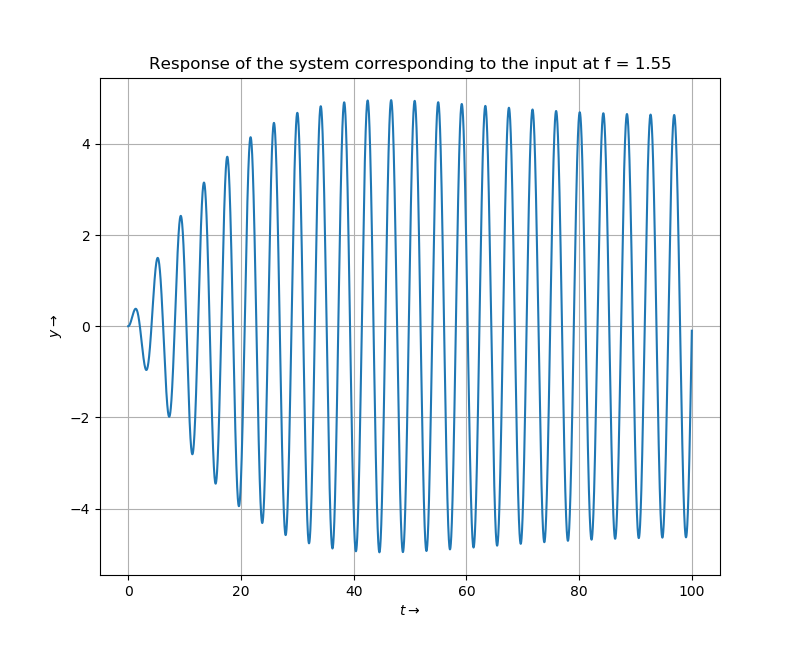 Response of the system corresponding to the input at f = 1.55
4
2
0
−2
−4
y→
0 20 40 60 80 100
t→